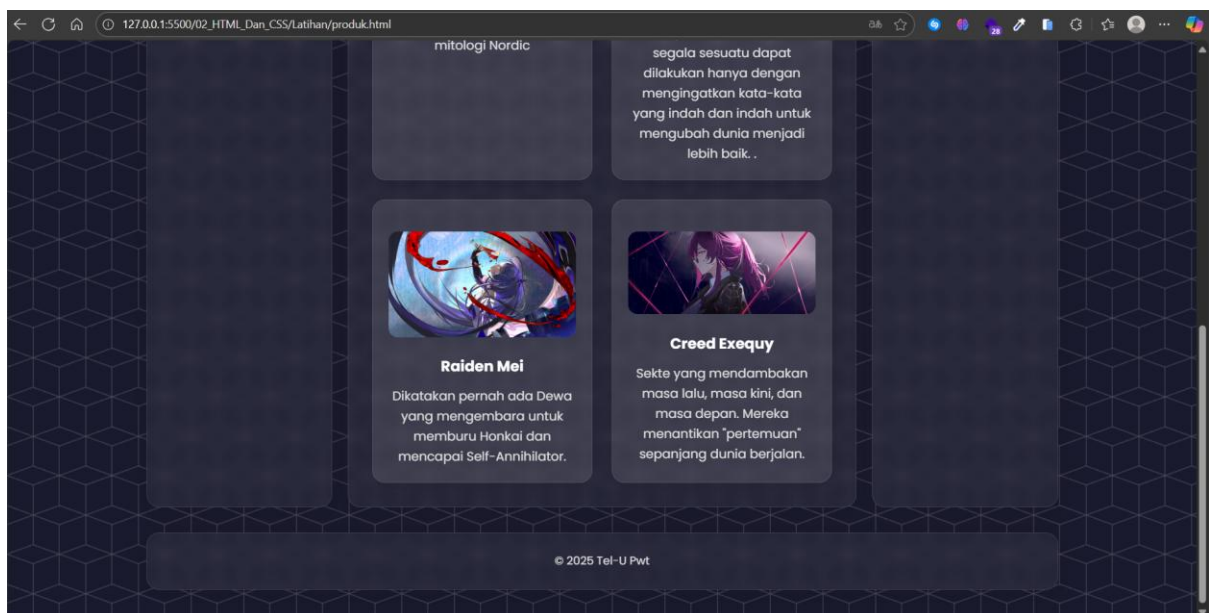 127.0.0.1:5500/02_HTML_Dan_CSS/Latihan/produk.html
28
mitologi Nordic
segala sesuatu dapat
dilakukan hanya dengan
mengingatkan kata-kata
yang indah dan indah untuk
mengubah dunia menjadi
lebih baik. .
Raiden Mei
Dikatakan pernah ada Dewa
yang mengembara untuk
memburu Honkai dan
mencapai Self-Annihilator.
Creed Exequy
Sekte yang mendambakan
masa lalu, masa kini, dan
masa depan. Mereka
menantikan "pertemuan"
sepanjang dunia berjalan.
© 2025 Tel-U Pwt